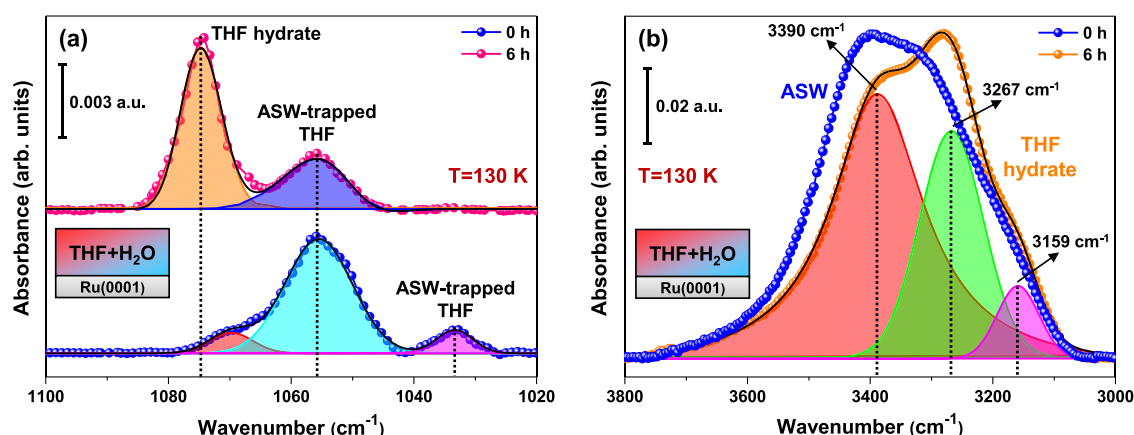 (a)
THF hydrate
0 h
6 h
0.003 a.u.
ASW-trapped
THF
T=130 K
THF+H₂O
Ru(0001)
ASW-trapped
THF
Absorbance (arb. units)
1100 1080 1060 1040 1020
Wavenumber (cm⁻¹)
(b)
3390 cm⁻¹
0 h
6 h
0.02 a.u.
ASW
3267 cm⁻¹
T=130 K
THF
hydrate
THF+H₂O
Ru(0001)
3159 cm⁻¹
Absorbance (arb. units)
3800 3600 3400 3200 3000
Wavenumber (cm⁻¹)